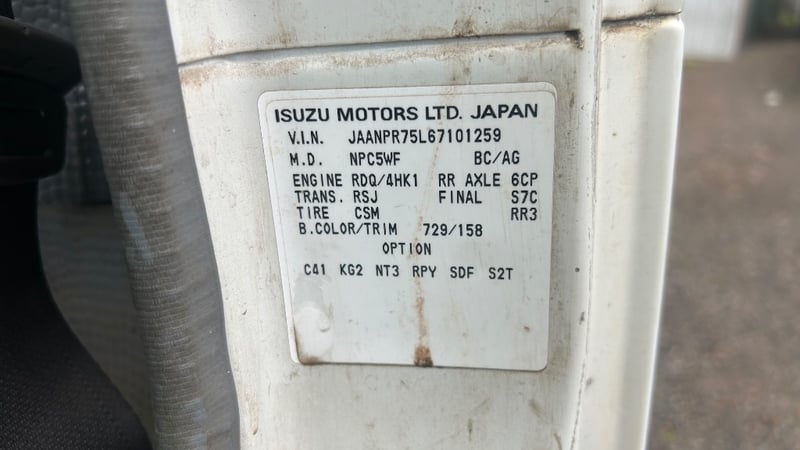 ISUZU MOTORS LTD. JAPAN
V.I.N. JAANPR75L67101259
M.D. NPC5WF BC/AG
ENGINE RDQ/4HK1 RR AXLE 6CP
TRANS. RSJ FINAL S7C
TIRE CSM RR3
B.COLOR/TRIM 729/158
OPTION
C41 KG2 NT3 RPY SDF S2T